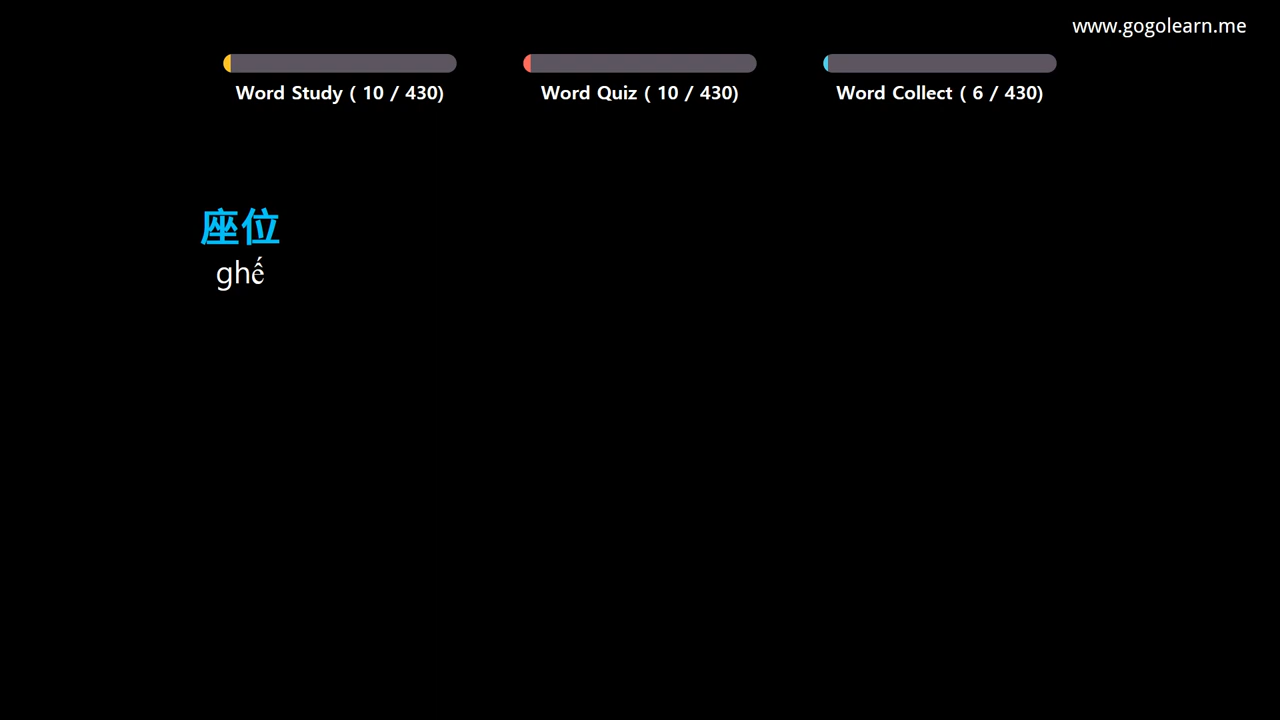 www.gogolearn.me
Word Study ( 10 / 430)
Word Quiz ( 10 / 430)
Word Collect ( 6 / 430)
座位
ghế